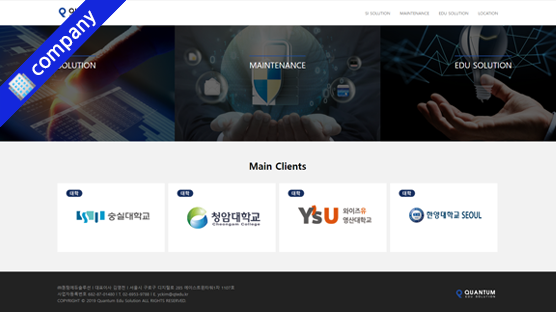 company
QU
SI SOLUTION MAINTENANCE EDU SOLUTION LOCATION
SOLUTION MAINTENANCE EDU SOLUTION
Main Clients
대학 대학 대학 대학
숭실대학교 청암대학교 Cheongam College Y'sU 와이즈유 영산대학교 한양대학교 SEOUL
COPYRIGHT © 2019 Quantum Edu Solution ALL RIGHTS RESERVED.
QUANTUM
EDU SOLUTION